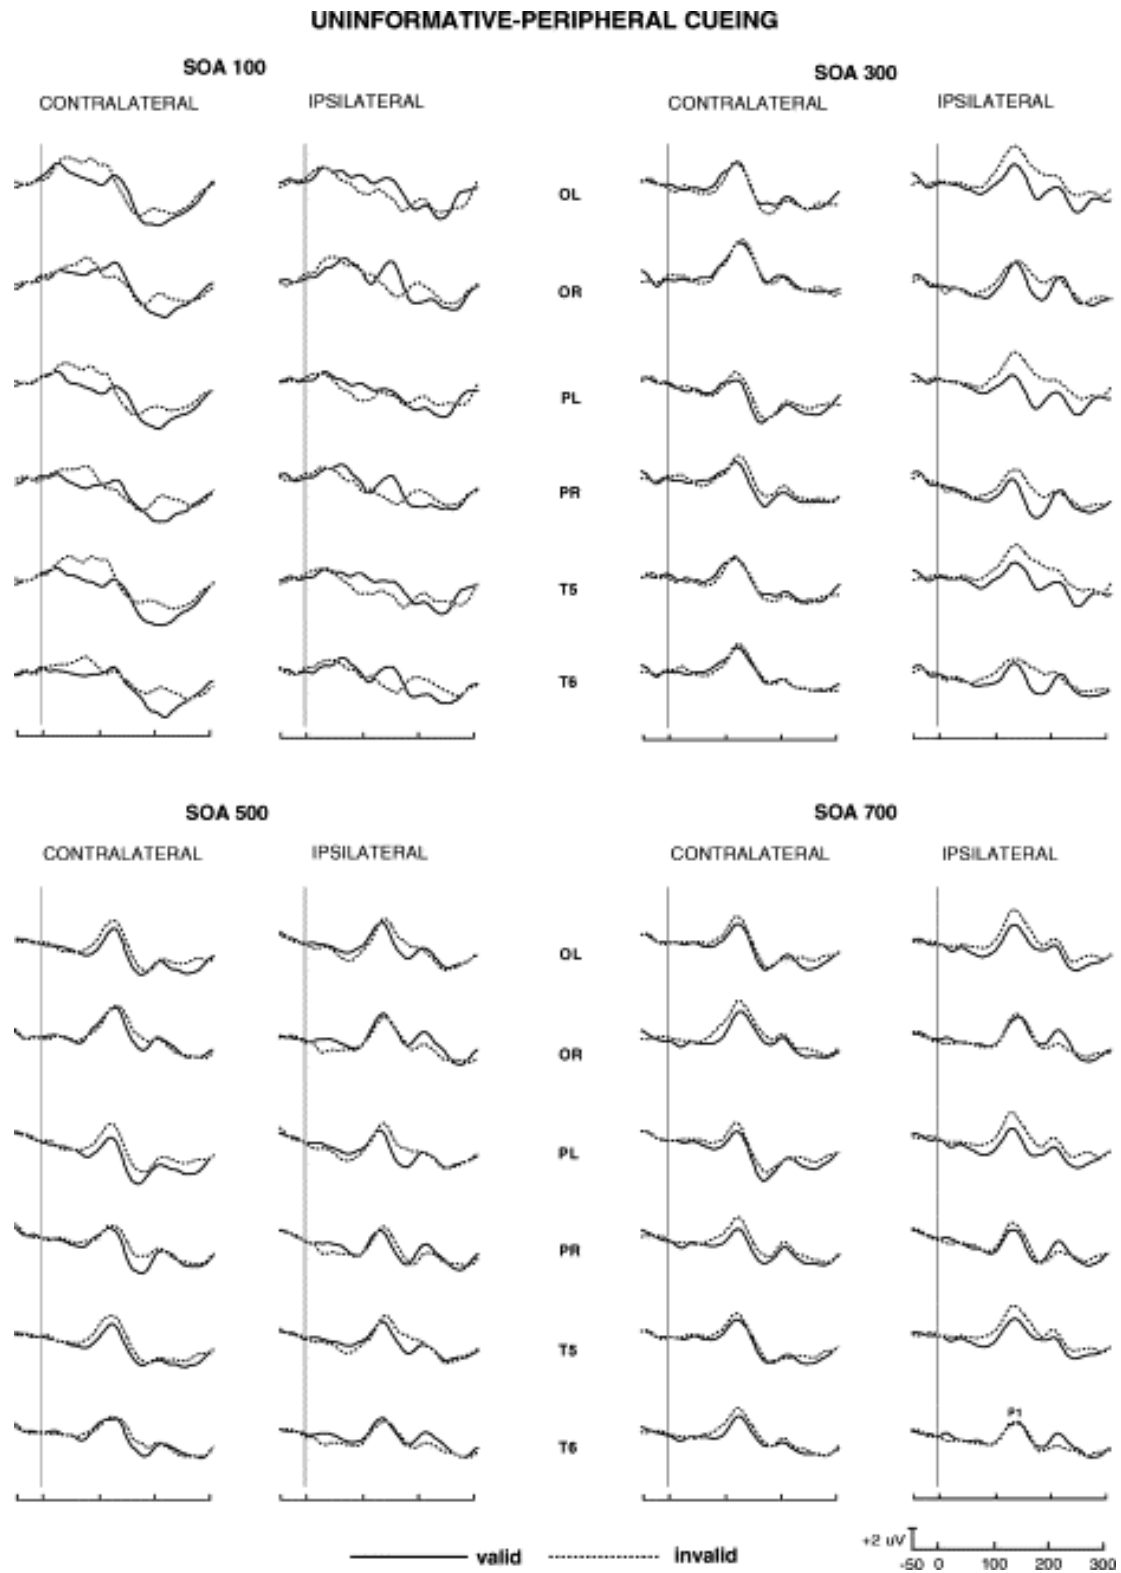 UNINFORMATIVE-PERIPHERAL CUEING
SOA 100
SOA 300
CONTRALATERAL IPSILATERAL
CONTRALATERAL IPSILATERAL
OL
OR
PL
PR
T5
T6
SOA 500
SOA 700
CONTRALATERAL IPSILATERAL
CONTRALATERAL IPSILATERAL
OL
OR
PL
PR
T5
P1
T6
+2 uV
valid invalid
-50 0 100 200 300